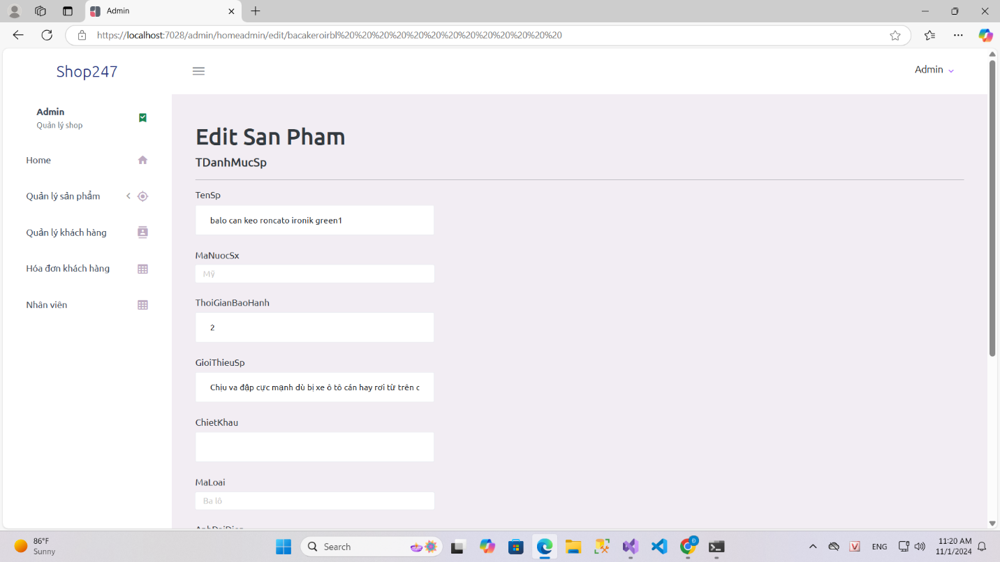 Admin
https://localhost:7028/admin/homeadmin/edit/bacakeroirbl%20%20%20%20%20%20%20%20%20%20%20%20%20
Shop247
Admin
Admin
Quản lý shop
Home
Quản lý sản phẩm
Quản lý khách hàng
Hóa đơn khách hàng
Nhân viên
Edit San Pham
TDanhMucSp
TenSp
balo can keo roncato ironik green1
MaNuocSx
Mỹ
ThoiGianBaoHanh
2
GioiThieuSp
Chịu va đập cực mạnh dù bị xe ô tô cán hay rơi từ trên c
ChietKhau
MaLoai
Ba lô
AnhDaiDien
86°F
Sunny
Search
Đ
V
ENG
11:20 AM
11/1/2024